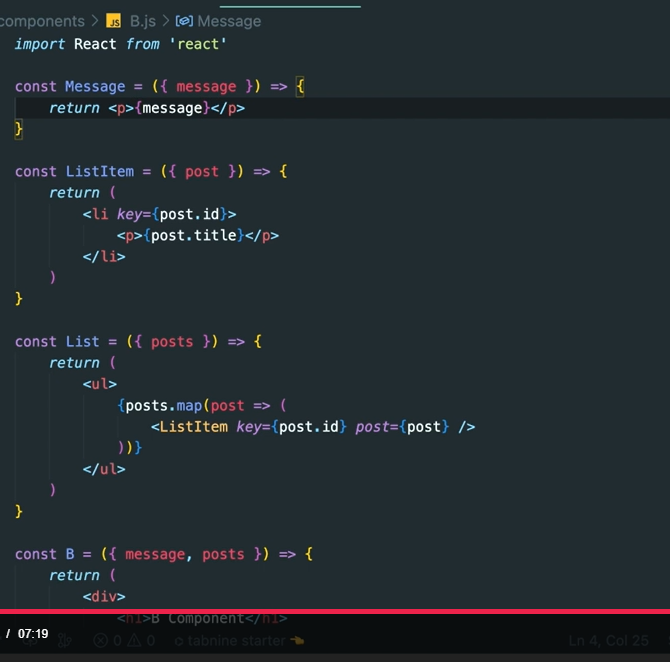 components > JS B.js > Message
import React from 'react'
const Message = ({ message }) => {
return <p>{message}</p>
}
const ListItem = ({ post }) => {
return (
<li key={post.id}>
<p>{post.title}</p>
</li>
)
}
const List = ({ posts }) => {
return (
<ul>
{posts.map(post => (
<ListItem key={post.id} post={post} />
))}
</ul>
)
}
const B = ({ message, posts }) => {
return (
<div>
<h1>B Component</h1>
/ 07:19
0 0 tabnine starter Ln 4, Col 25